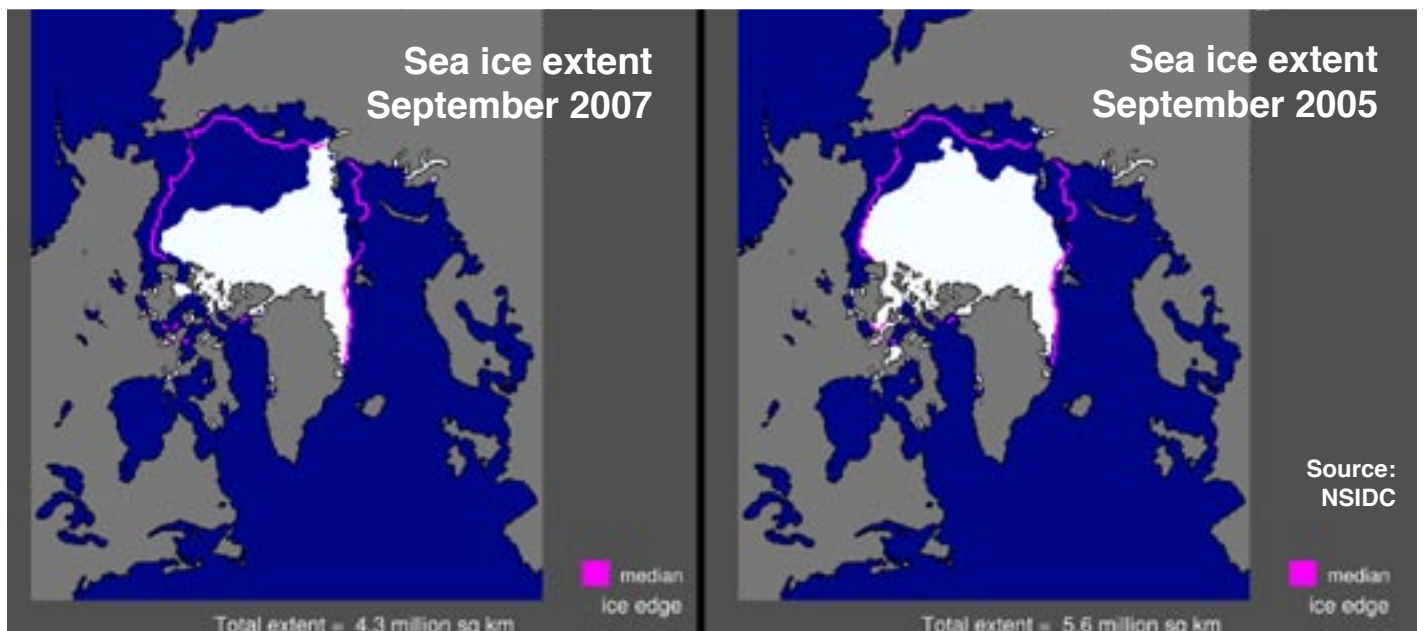 Sea ice extent
September 2007
median
ice edge
Total extent = 4.3 million sq km
Sea ice extent
September 2005
Source:
NSIDC
median
ice edge
Total extent = 5.6 million sq km